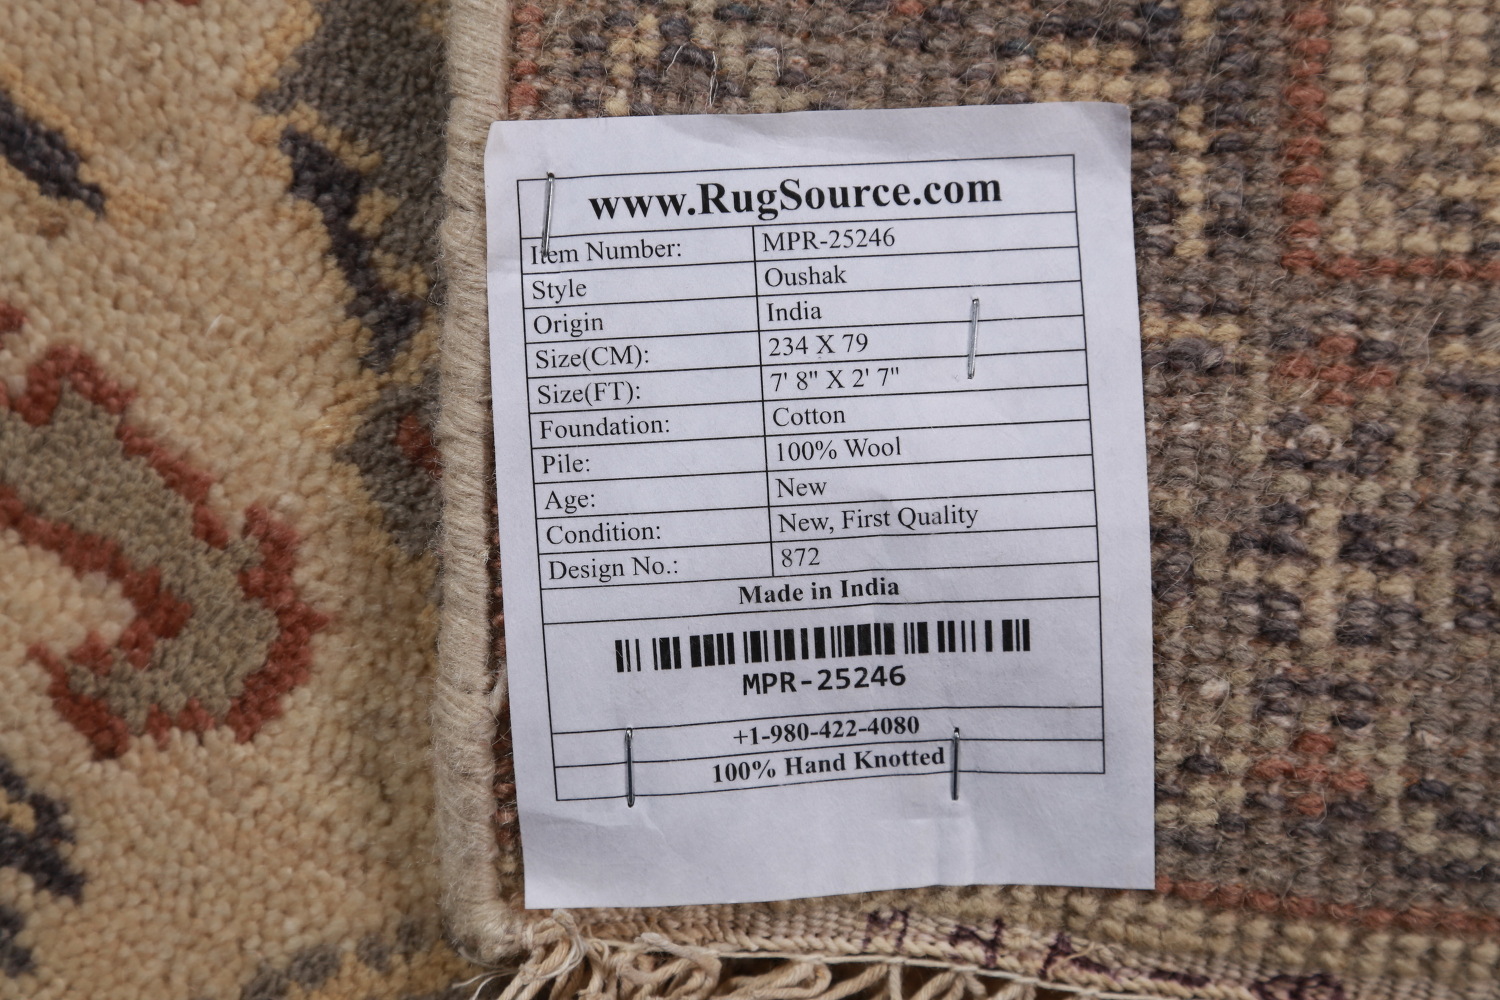 www.RugSource.com
Item Number: MPR-25246
Style Oushak
Origin India
Size(CM): 234 X 79
Size(FT): 7' 8" X 2' 7"
Foundation: Cotton
Pile: 100% Wool
Age: New
Condition: New, First Quality
Design No.: 872
Made in India
MPR-25246
+1-980-422-4080
100% Hand Knotted